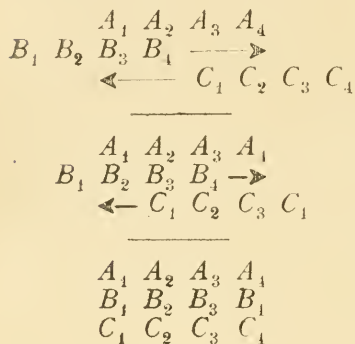 A₁ A₂ A₃ A₄
B₁ B₂ B₃ B₄ →
← C₁ C₂ C₃ C₄
A₁ A₂ A₃ A₄
B₁ B₂ B₃ B₄ →
← C₁ C₂ C₃ C₄
A₁ A₂ A₃ A₄
B₁ B₂ B₃ B₄
C₁ C₂ C₃ C₄